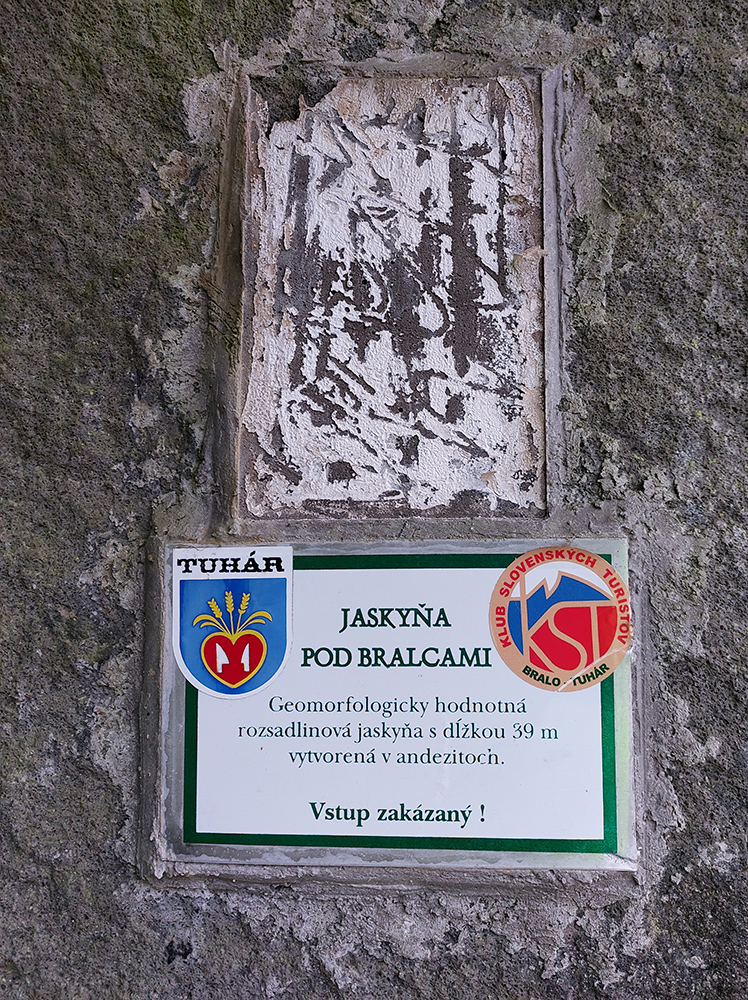 TUHÁR
KLUB SLOVENSKÝCH TURISTOV
KST
BRALO - TUHÁR
JASKYŇA
POD BRALCAMI
Geomorfologicky hodnotná
rozsadlinová jaskyňa s dĺžkou 39 m
vytvorená v andezitoch.
Vstup zakázaný !